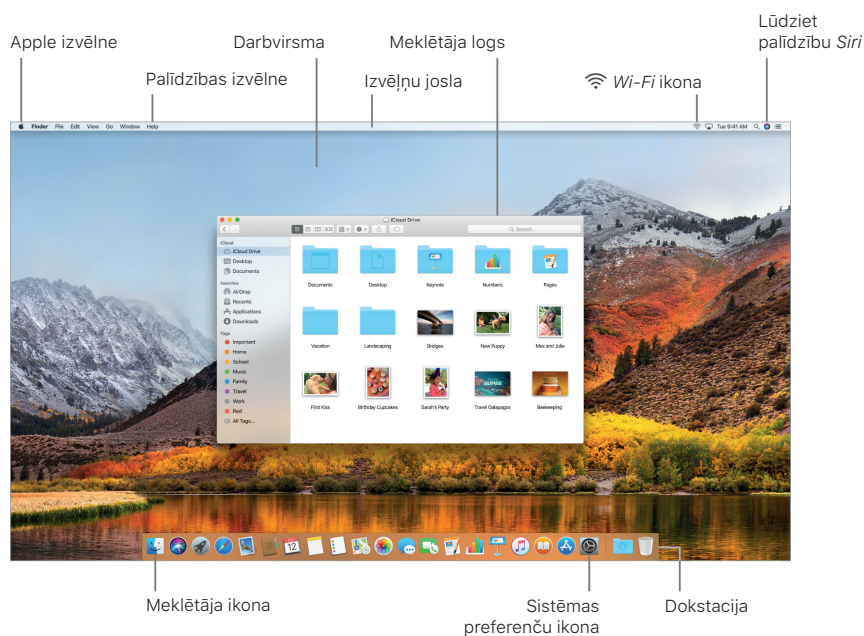 Lūdziet
Apple izvēlne Darbvirsma Meklētāja logs palīdzību Siri
Palīdzības izvēlne Izvēļņu josla Wi-Fi ikona
Finder File Edit View Go Window Help Tue 9:41 AM
iCloud Drive
Search
iCloud
iCloud Drive
Desktop
Documents
Favorites
AirDrop
Recents
Applications
Downloads
Tags
Important
Home
School
Music
Family
Travel
Work
Red
All Tags...
Documents Desktop Keynote Numbers Pages
Vacation Landscaping Bridges New Puppy Max and Julie
GALAPAGOS
First Kiss Birthday Cupcakes Sarah's Party Travel Galapagos Beekeeping
12
Meklētāja ikona Sistēmas Dokstacija
preferenču ikona